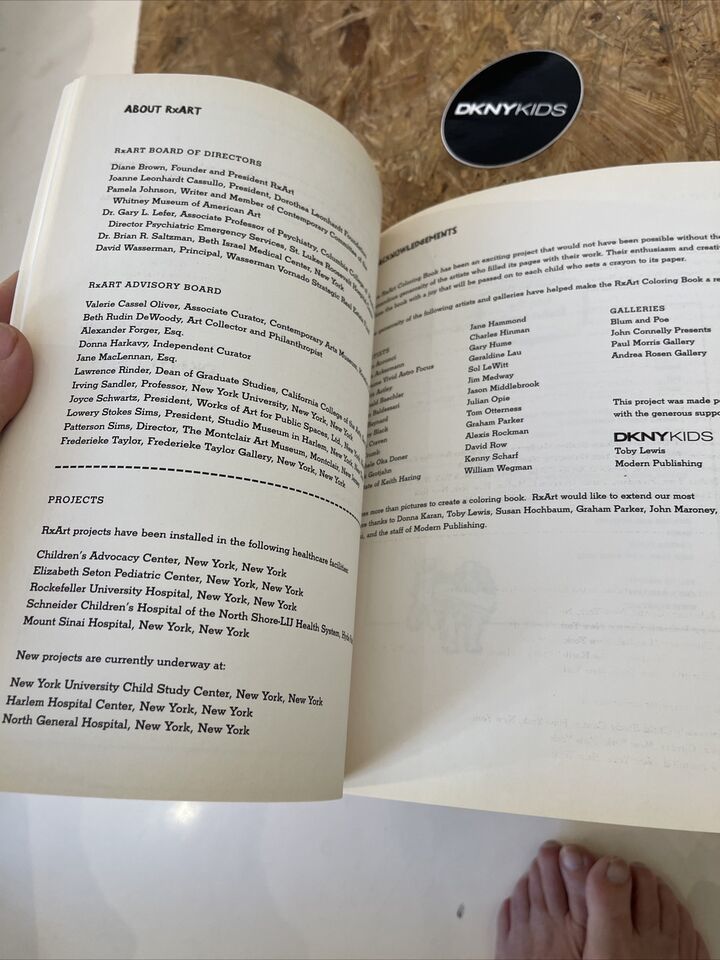 ABOUT RxART
RxART BOARD OF DIRECTORS
Diane Brown, Founder and President RxArt
Joanne Leonhardt Cassullo, President, Dorothea Leonhardt Foundation
Pamela Johnson, Writer and Member of Contemporary Committee of the
Whitney Museum of American Art
Dr. Gary L. Lefer, Associate Professor of Psychiatry, Columbia
Director Psychiatric Emergency Services, St. Lukes Roosevelt
Dr. Brian R. Saltzman, Beth Israel Medical Center, New York
David Wasserman, Principal, Wasserman Vornado Strategic Real Estate
RxART ADVISORY BOARD
Valerie Cassel Oliver, Associate Curator, Contemporary Arts Museum,
Beth Rudin DeWoody, Art Collector and Philanthropist
Alexander Forger, Esq.
Donna Harkavy, Independent Curator
Jane MacLennan, Esq.
Lawrence Rinder, Dean of Graduate Studies, California College of the Arts,
Irving Sandler, Professor, New York University, New York, New York
Joyce Schwartz, President, Works of Art for Public Spaces, Ltd, New York,
Lowery Stokes Sims, President, Studio Museum in Harlem, New York,
Patterson Sims, Director, The Montclair Art Museum, Montclair, New
Frederieke Taylor, Frederieke Taylor Gallery, New York, New York
PROJECTS
RxArt projects have been installed in the following healthcare facilities:
Children's Advocacy Center, New York, New York
Elizabeth Seton Pediatric Center, New York, New York
Rockefeller University Hospital, New York, New York
Schneider Children's Hospital of the North Shore-LIJ Health System,
Mount Sinai Hospital, New York, New York
New projects are currently underway at:
New York University Child Study Center, New York, New York
Harlem Hospital Center, New York, New York
North General Hospital, New York, New York
DKNYKIDS
ACKNOWLEDGEMENTS
RxArt Coloring Book has been an exciting project that would not have been possible without the
generosity of the artists who filled its pages with their work. Their enthusiasm and
the book with a joy that will be passed on to each child who sets a crayon to its paper.
generosity of the following artists and galleries have helped make the RxArt Coloring Book a
Astro Focus
Oka Doner
of Keith Haring
Jane Hammond
Charles Hinman
Gary Hume
Geraldine Lau
Sol LeWitt
Jim Medway
Jason Middlebrook
Julian Opie
Tom Otterness
Graham Parker
Alexis Rockman
David Row
Kenny Scharf
William Wegman
GALLERIES
Blum and Poe
John Connelly Presents
Paul Morris Gallery
Andrea Rosen Gallery
This project was made
with the generous
DKNYKIDS
Toby Lewis
Modern Publishing
more than pictures to create a coloring book. RxArt would like to extend our most
thanks to Donna Karan, Toby Lewis, Susan Hochbaum, Graham Parker, John Maroney,
and the staff of Modern Publishing.